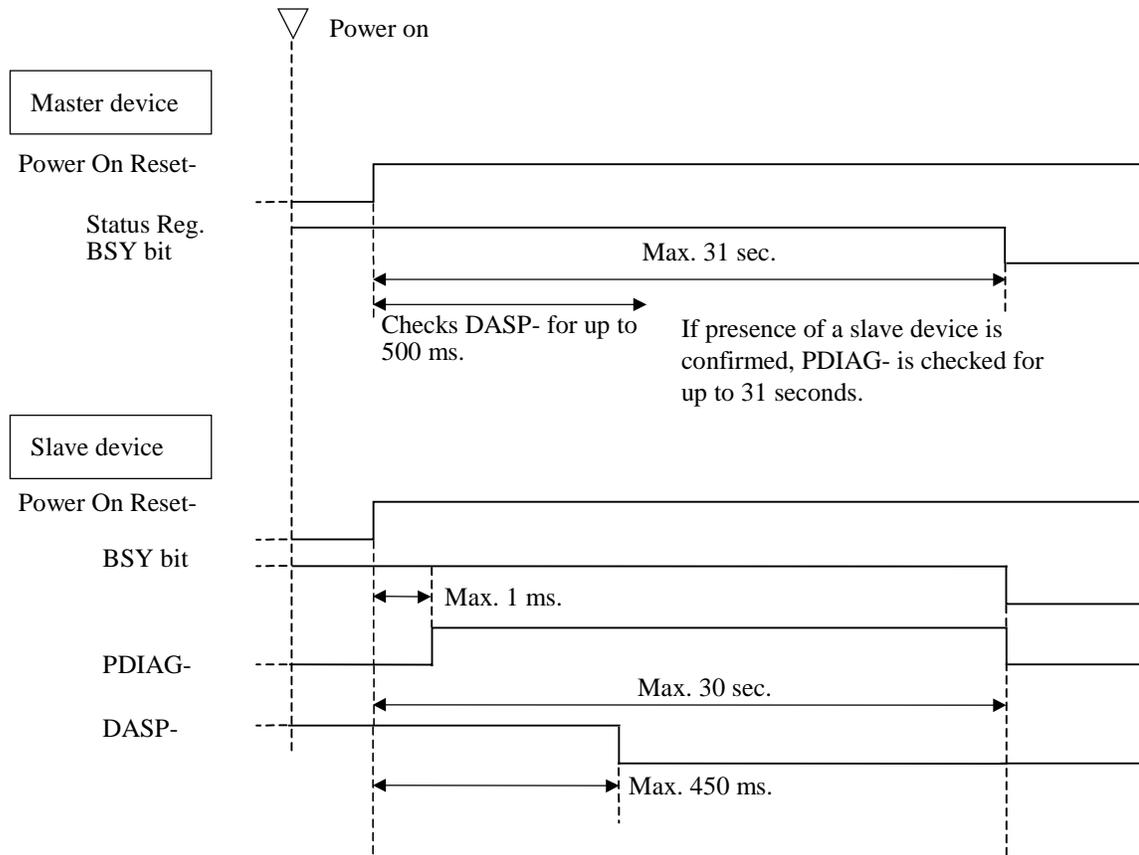 Power on
Master device
Power On Reset-
Status Reg.
BSY bit
Max. 31 sec.
Checks DASP- for up to
500 ms.
If presence of a slave device is
confirmed, PDIAG- is checked for
up to 31 seconds.
Slave device
Power On Reset-
BSY bit
Max. 1 ms.
PDIAG-
Max. 30 sec.
DASP-
Max. 450 ms.